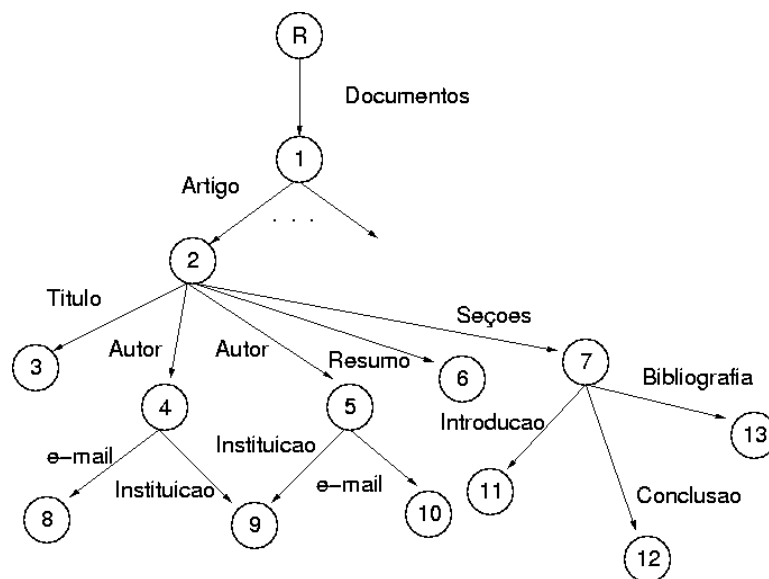 R
Documentos
1
Artigo
. . .
2
Titulo
Seçoes
3
Autor
Autor
Resumo
6
7
Bibliografia
4
5
Introducao
13
e-mail
Instituicao
Instituicao
e-mail
11
Conclusao
8
9
10
12